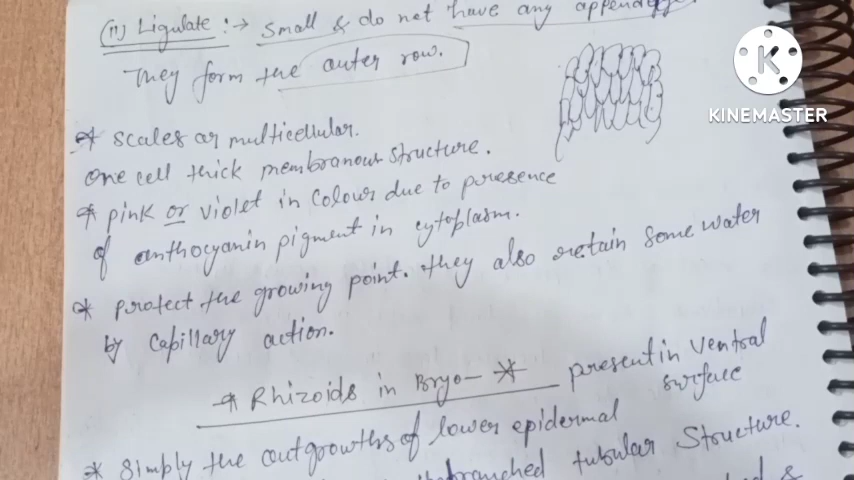 (ii) Ligulate :→ small & do not have any appendage.
They form the outer row.
KINEMASTER
* scales are multicellular.
one cell thick membranous structure.
* pink or violet in colour due to presence
of anthocyanin pigment in cytoplasm.
* protect the growing point. they also retain some water
by capillary action.
* Rhizoids in Bryo- *
present in ventral surface
* simply the outgrowths of lower epidermal
unbranched tubular structure.
&